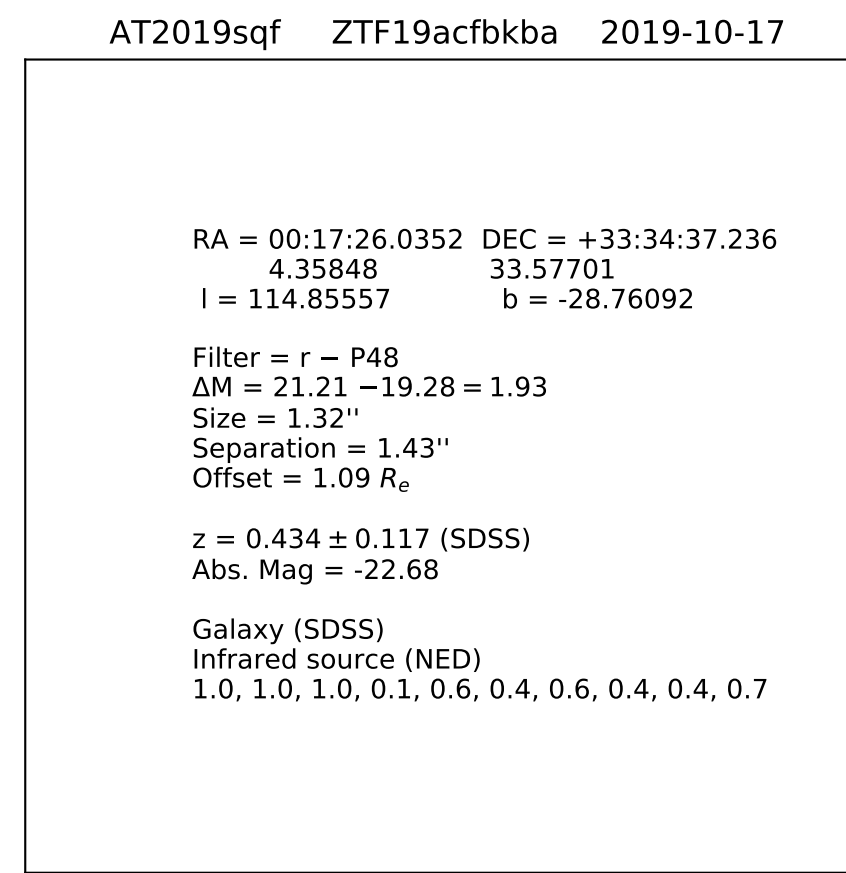 AT2019sqf ZTF19acfbkba 2019-10-17
RA = 00:17:26.0352 DEC = +33:34:37.236
4.35848 33.57701
l = 114.85557 b = -28.76092
Filter = r − P48
ΔM = 21.21 −19.28 = 1.93
Size = 1.32''
Separation = 1.43''
Offset = 1.09 Rₑ
z = 0.434 ± 0.117 (SDSS)
Abs. Mag = -22.68
Galaxy (SDSS)
Infrared source (NED)
1.0, 1.0, 1.0, 0.1, 0.6, 0.4, 0.6, 0.4, 0.4, 0.7